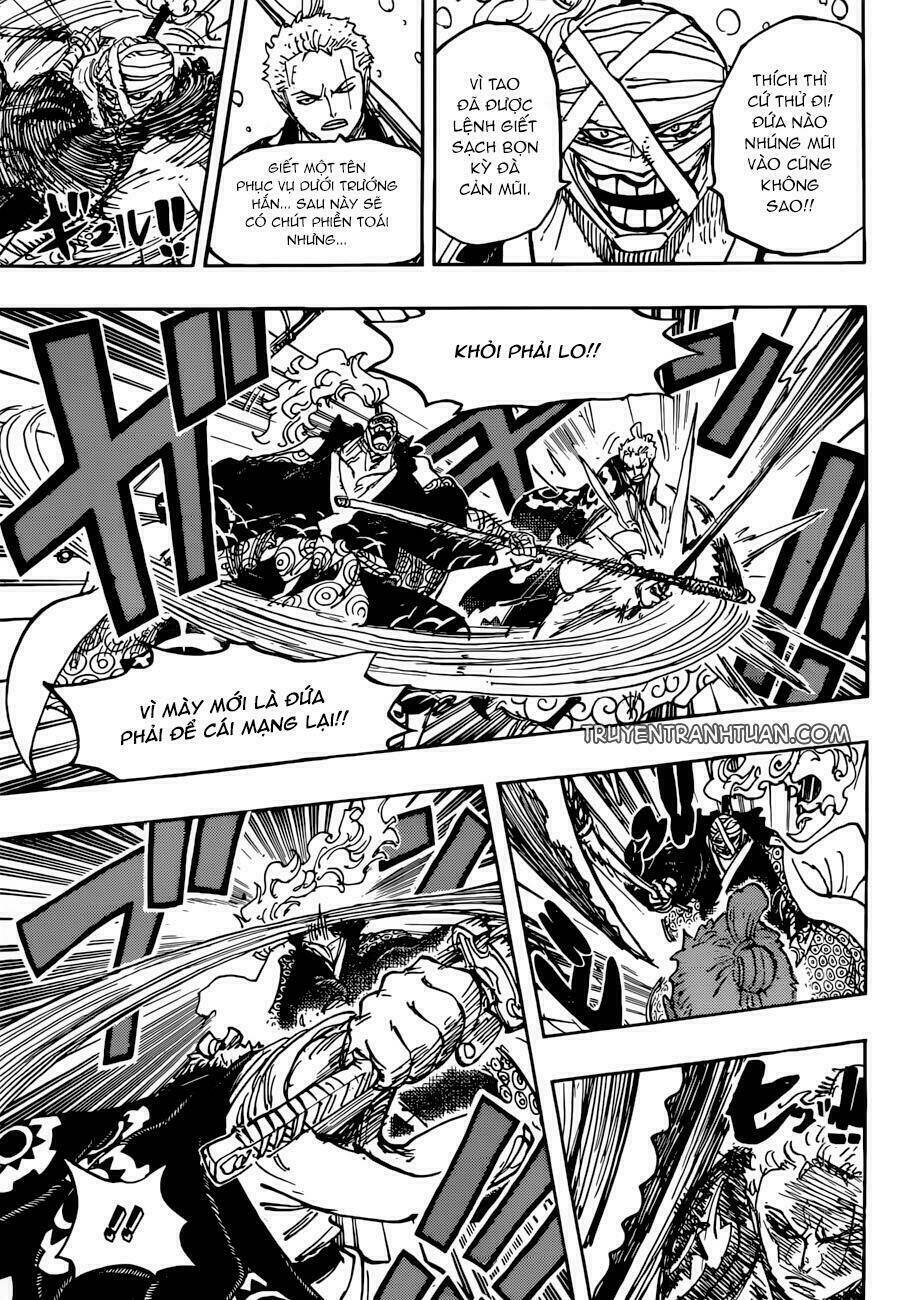 THÍCH THÌ
CỨ THỬ ĐI!
ĐỨA NÀO
NHÚNG MŨI
VÀO CŨNG
KHÔNG
SAO!!
VÌ TAO
ĐÃ ĐƯỢC
LỆNH GIẾT
SẠCH BỌN
KỲ ĐÀ
CẢN MŨI.
GIẾT MỘT TÊN
PHỤC VỤ DƯỚI TRƯỚNG
HẮN... SAU NÀY SẼ
CÓ CHÚT PHIỀN TOÁI
NHƯNG...
KHỎI PHẢI LO!!
VÌ MÀY MỚI LÀ ĐỨA
PHẢI ĐỂ CÁI MẠNG LẠI!!
TRUYENTRANHTUAN.COM
!!